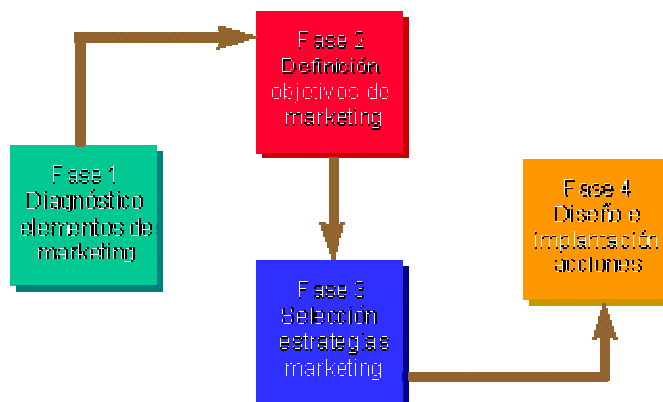 Fase 1
Diagnóstico
elementos de
marketing
Fase 2
Definición
objetivos de
marketing
Fase 3
Selección
estrategias
marketing
Fase 4
Diseño e
implantación
acciones